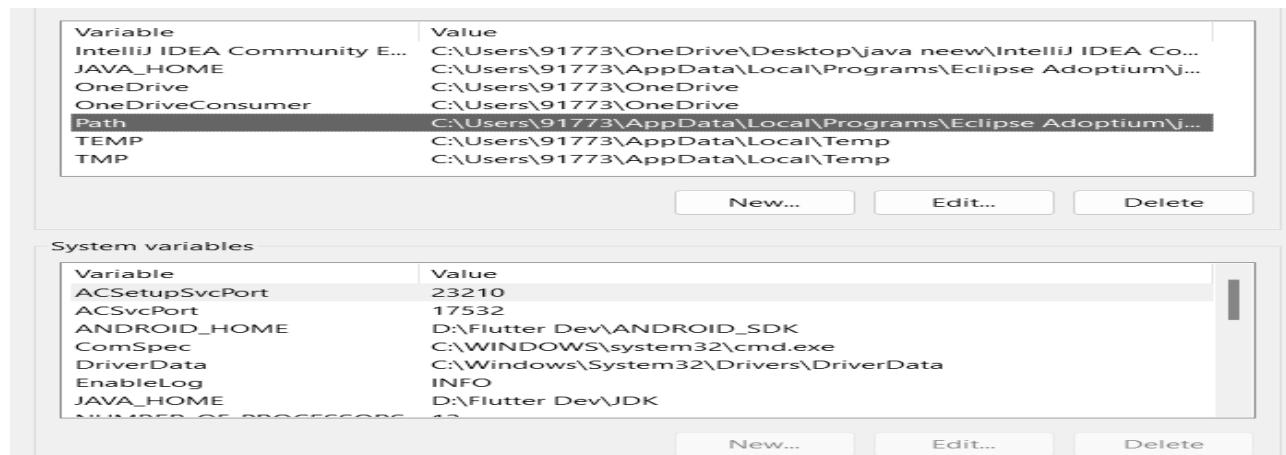 Variable Value
IntelliJ IDEA Community E... C:\Users\91773\OneDrive\Desktop\java neew\IntelliJ IDEA Co...
JAVA_HOME C:\Users\91773\AppData\Local\Programs\Eclipse Adoptium\j...
OneDrive C:\Users\91773\OneDrive
OneDriveConsumer C:\Users\91773\OneDrive
Path C:\Users\91773\AppData\Local\Programs\Eclipse Adoptium\j...
TEMP C:\Users\91773\AppData\Local\Temp
TMP C:\Users\91773\AppData\Local\Temp
New... Edit... Delete
System variables
Variable Value
ACSetupSvcPort 23210
ACSvcPort 17532
ANDROID_HOME D:\Flutter Dev\ANDROID_SDK
ComSpec C:\WINDOWS\system32\cmd.exe
DriverData C:\Windows\System32\Drivers\DriverData
EnableLog INFO
JAVA_HOME D:\Flutter Dev\JDK
NUMBER_OF_PROCESSORS 12
New... Edit... Delete